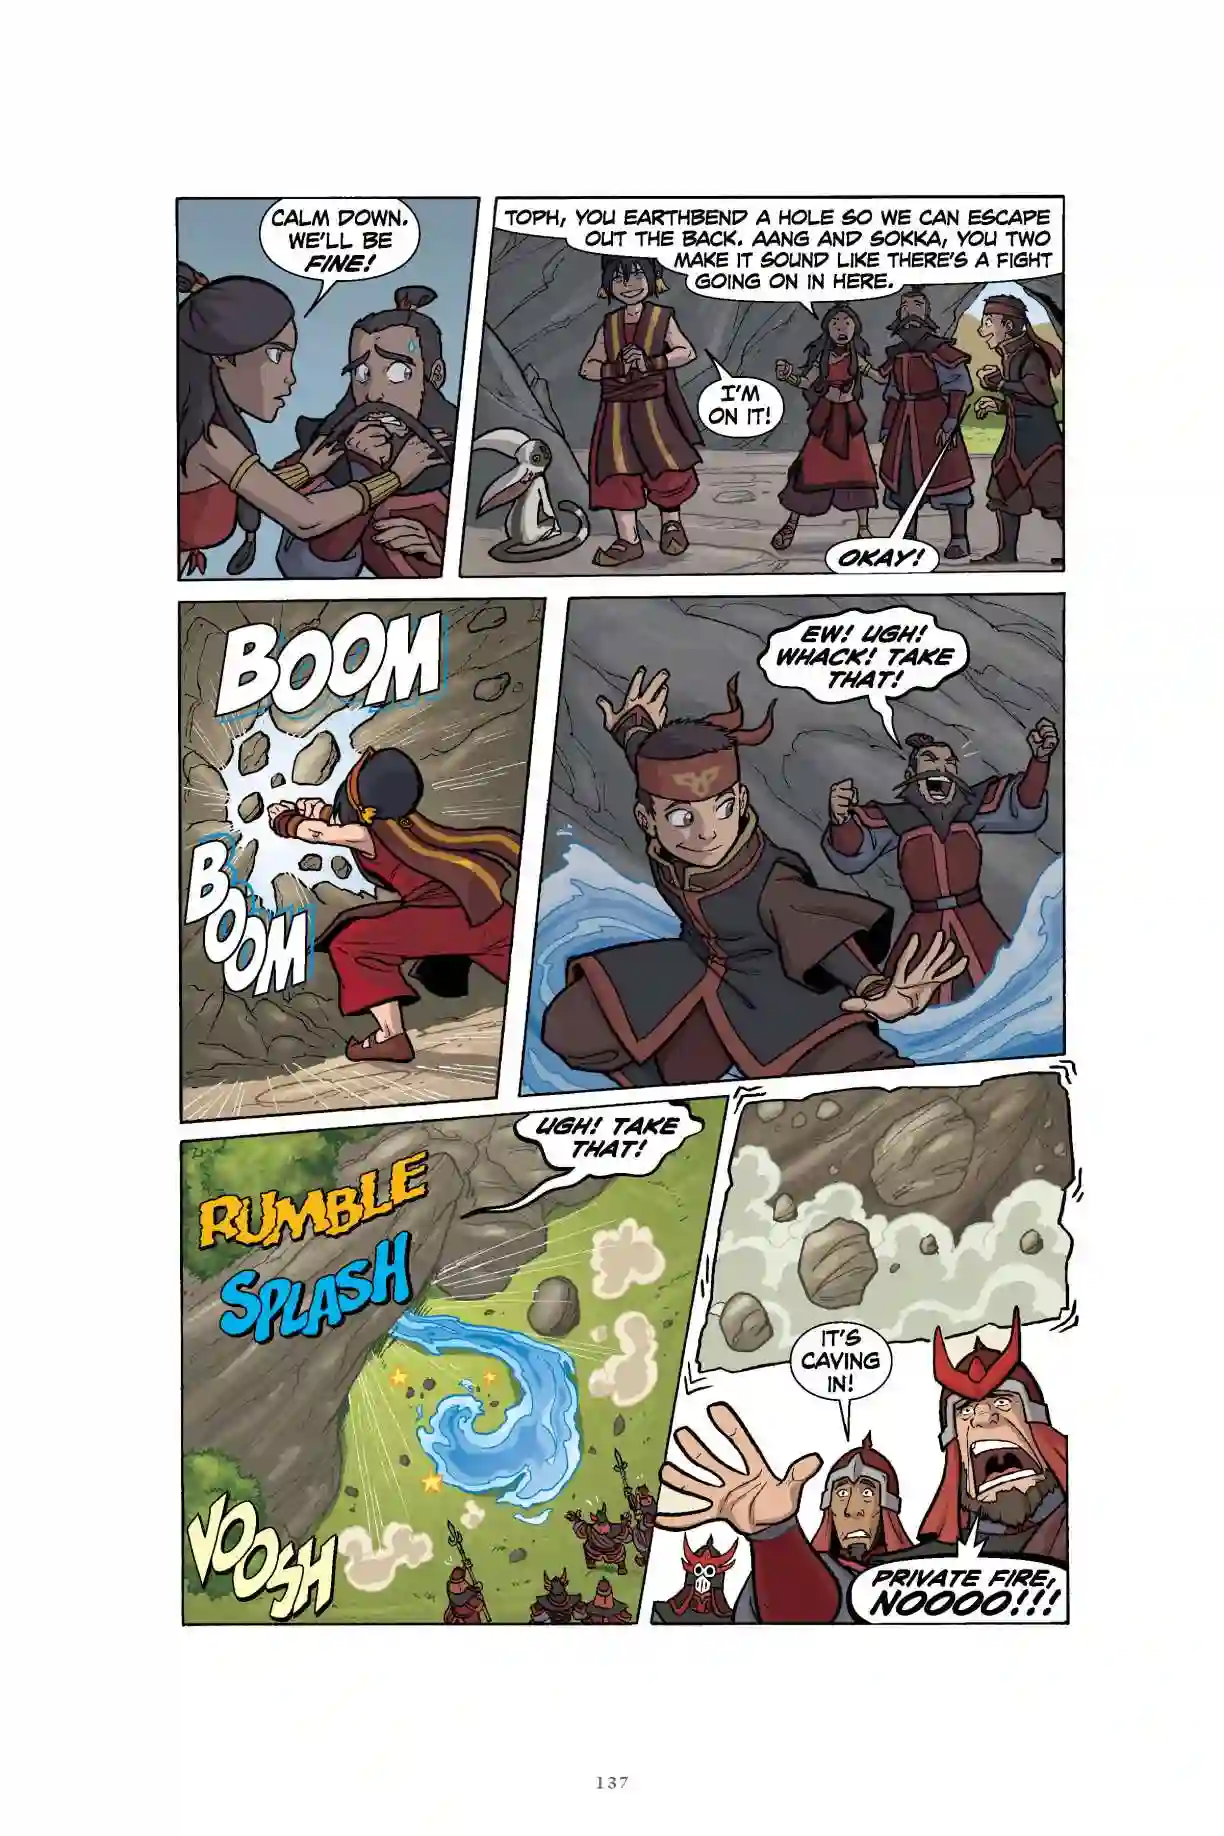 CALM DOWN.
WE'LL BE
FINE!
TOPH, YOU EARTHBEND A HOLE SO WE CAN ESCAPE
OUT THE BACK. AANG AND SOKKA, YOU TWO
MAKE IT SOUND LIKE THERE'S A FIGHT
GOING ON IN HERE.
I'M
ON IT!
OKAY!
BOOM
BOOM
EW! UGH!
WHACK! TAKE
THAT!
UGH! TAKE
THAT!
RUMBLE
SPLASH
VOOSH
IT'S
CAVING
IN!
PRIVATE FIRE,
NOOOO!!!
137